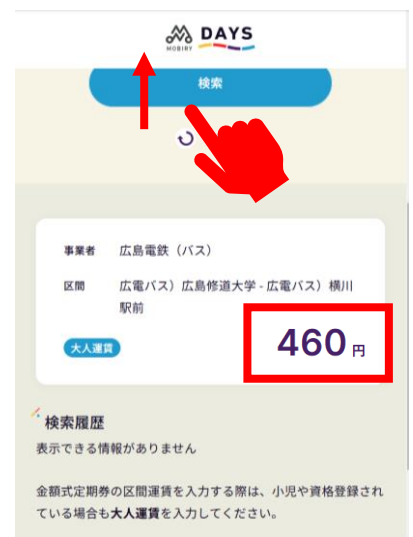 MOBIRY DAYS
検索
事業者 広島電鉄（バス）
区間 広電バス）広島修道大学 - 広電バス）横川
駅前
大人運賃 460 円
検索履歴
表示できる情報がありません
金額式定期券の区間運賃を入力する際は、小児や資格登録され
ている場合も大人運賃を入力してください。